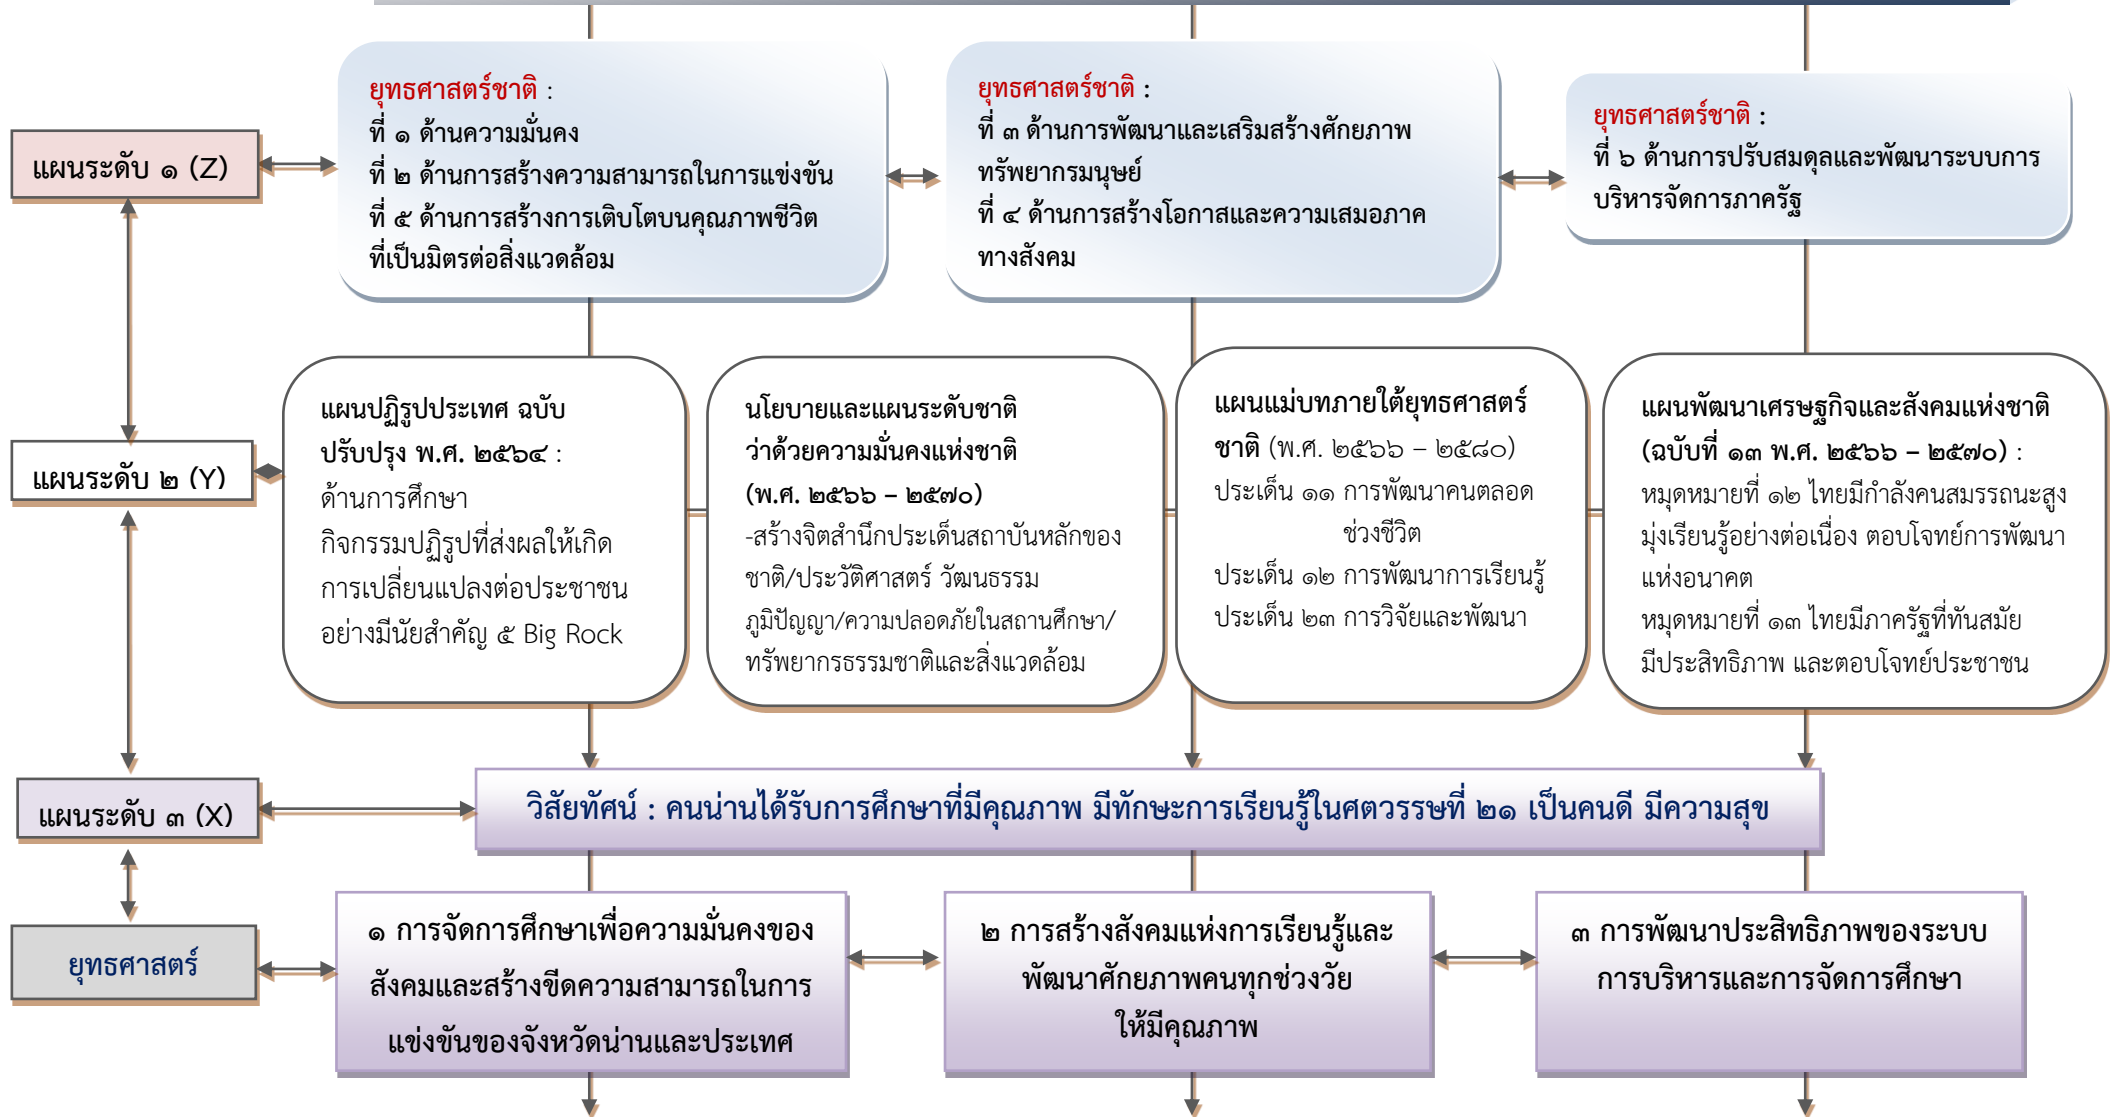 แผนระดับ ๑ (Z)
ยุทธศาสตร์ชาติ :
ที่ ๑ ด้านความมั่นคง
ที่ ๒ ด้านการสร้างความสามารถในการแข่งขัน
ที่ ๕ ด้านการสร้างการเติบโตบนคุณภาพชีวิต
ที่เป็นมิตรต่อสิ่งแวดล้อม
ยุทธศาสตร์ชาติ :
ที่ ๓ ด้านการพัฒนาและเสริมสร้างศักยภาพ
ทรัพยากรมนุษย์
ที่ ๔ ด้านการสร้างโอกาสและความเสมอภาค
ทางสังคม
ยุทธศาสตร์ชาติ :
ที่ ๖ ด้านการปรับสมดุลและพัฒนาระบบการ
บริหารจัดการภาครัฐ
แผนระดับ ๒ (Y)
แผนปฏิรูปประเทศ ฉบับ
ปรับปรุง พ.ศ. ๒๕๖๔ :
ด้านการศึกษา
กิจกรรมปฏิรูปที่ส่งผลให้เกิด
การเปลี่ยนแปลงต่อประชาชน
อย่างมีนัยสำคัญ ๕ Big Rock
นโยบายและแผนระดับชาติ
ว่าด้วยความมั่นคงแห่งชาติ
(พ.ศ. ๒๕๖๖ – ๒๕๗๐)
-สร้างจิตสำนึกประเด็นสถาบันหลักของ
ชาติ/ประวัติศาสตร์ วัฒนธรรม
ภูมิปัญญา/ความปลอดภัยในสถานศึกษา/
ทรัพยากรธรรมชาติและสิ่งแวดล้อม
แผนแม่บทภายใต้ยุทธศาสตร์
ชาติ (พ.ศ. ๒๕๖๖ – ๒๕๘๐)
ประเด็น ๑๑ การพัฒนาคนตลอด
ช่วงชีวิต
ประเด็น ๑๒ การพัฒนาการเรียนรู้
ประเด็น ๒๓ การวิจัยและพัฒนา
แผนพัฒนาเศรษฐกิจและสังคมแห่งชาติ
(ฉบับที่ ๑๓ พ.ศ. ๒๕๖๖ – ๒๕๗๐) :
หมุดหมายที่ ๑๒ ไทยมีกำลังคนสมรรถนะสูง
มุ่งเรียนรู้อย่างต่อเนื่อง ตอบโจทย์การพัฒนา
แห่งอนาคต
หมุดหมายที่ ๑๓ ไทยมีภาครัฐที่ทันสมัย
มีประสิทธิภาพ และตอบโจทย์ประชาชน
แผนระดับ ๓ (X)
วิสัยทัศน์ : คนน่านได้รับการศึกษาที่มีคุณภาพ มีทักษะการเรียนรู้ในศตวรรษที่ ๒๑ เป็นคนดี มีความสุข
ยุทธศาสตร์
๑ การจัดการศึกษาเพื่อความมั่นคงของ
สังคมและสร้างขีดความสามารถในการ
แข่งขันของจังหวัดน่านและประเทศ
๒ การสร้างสังคมแห่งการเรียนรู้และ
พัฒนาศักยภาพคนทุกช่วงวัย
ให้มีคุณภาพ
๓ การพัฒนาประสิทธิภาพของระบบ
การบริหารและการจัดการศึกษา